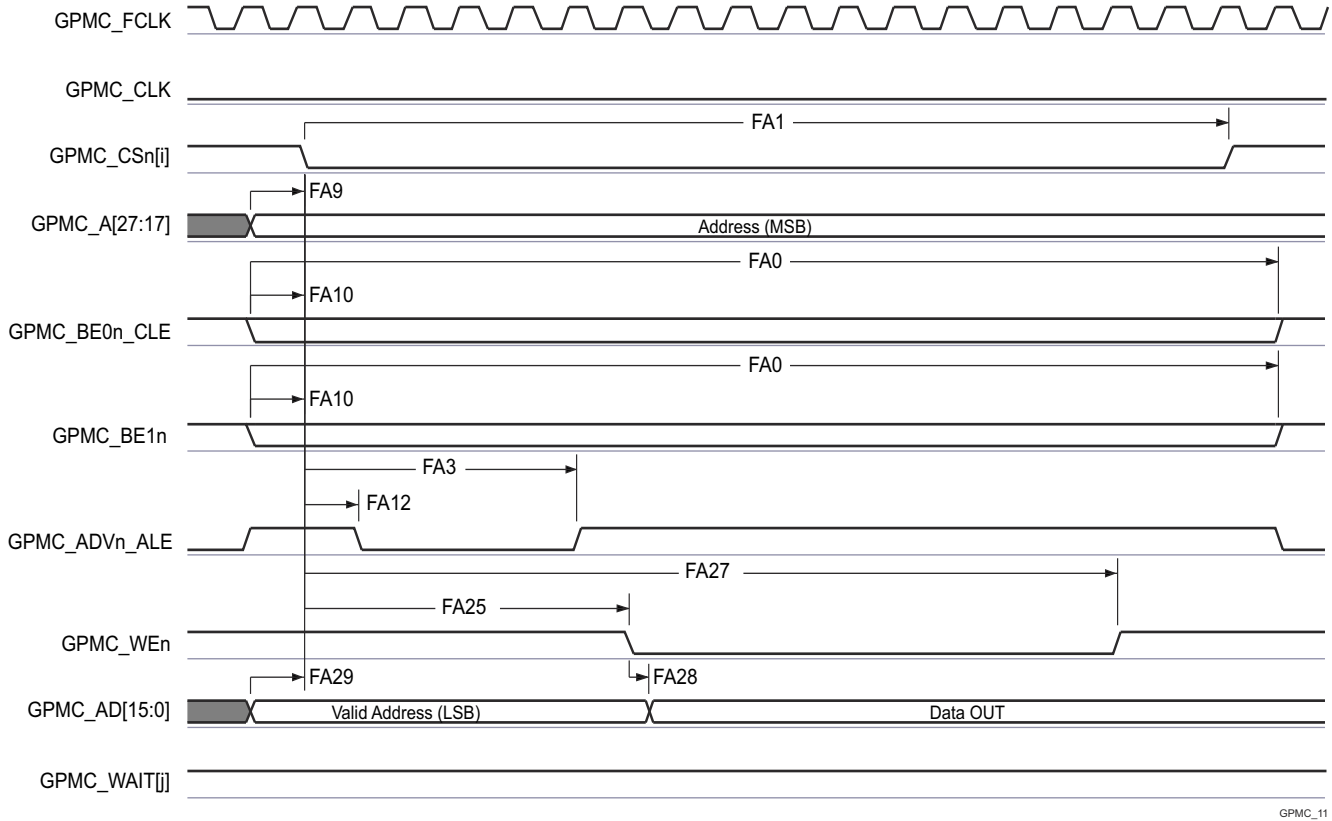 GPMC_FCLK
GPMC_CLK
FA1
GPMC_CSn[i]
FA9
GPMC_A[27:17]
Address (MSB)
FA0
FA10
GPMC_BE0n_CLE
FA0
FA10
GPMC_BE1n
FA3
FA12
GPMC_ADVn_ALE
FA27
FA25
GPMC_WEn
FA29
FA28
GPMC_AD[15:0]
Valid Address (LSB)
Data OUT
GPMC_WAIT[j]
GPMC_11